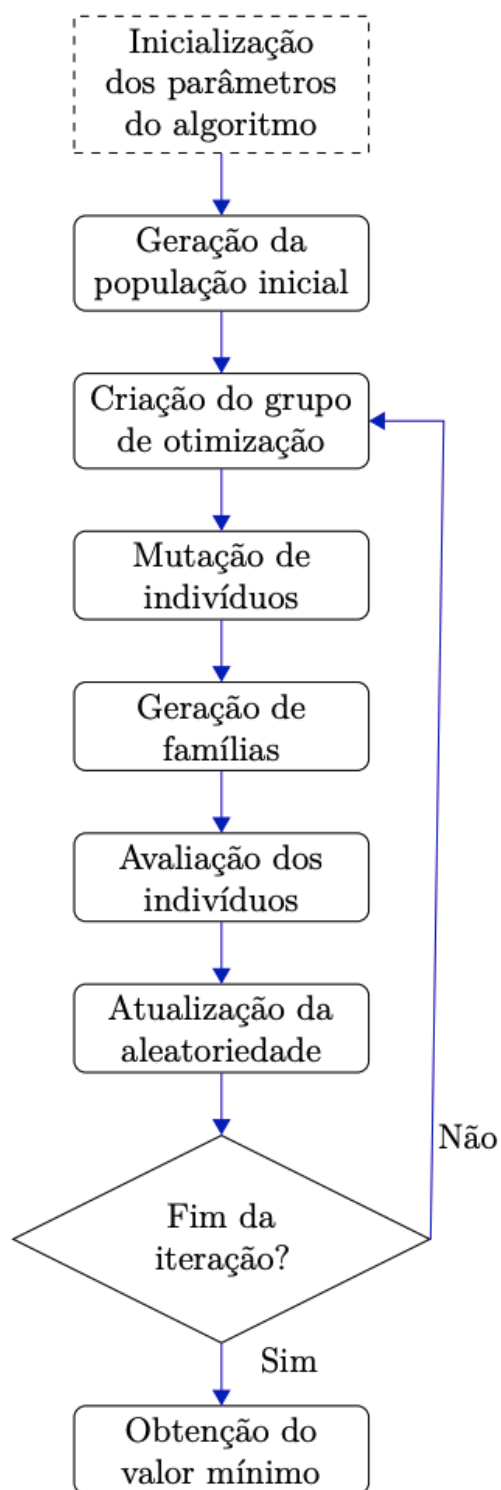 Inicialização
dos parâmetros
do algoritmo
Geração da
população inicial
Criação do grupo
de otimização
Mutação de
indivíduos
Geração de
famílias
Avaliação dos
indivíduos
Atualização da
aleatoriedade
Não
Fim da
iteração?
Sim
Obtenção do
valor mínimo